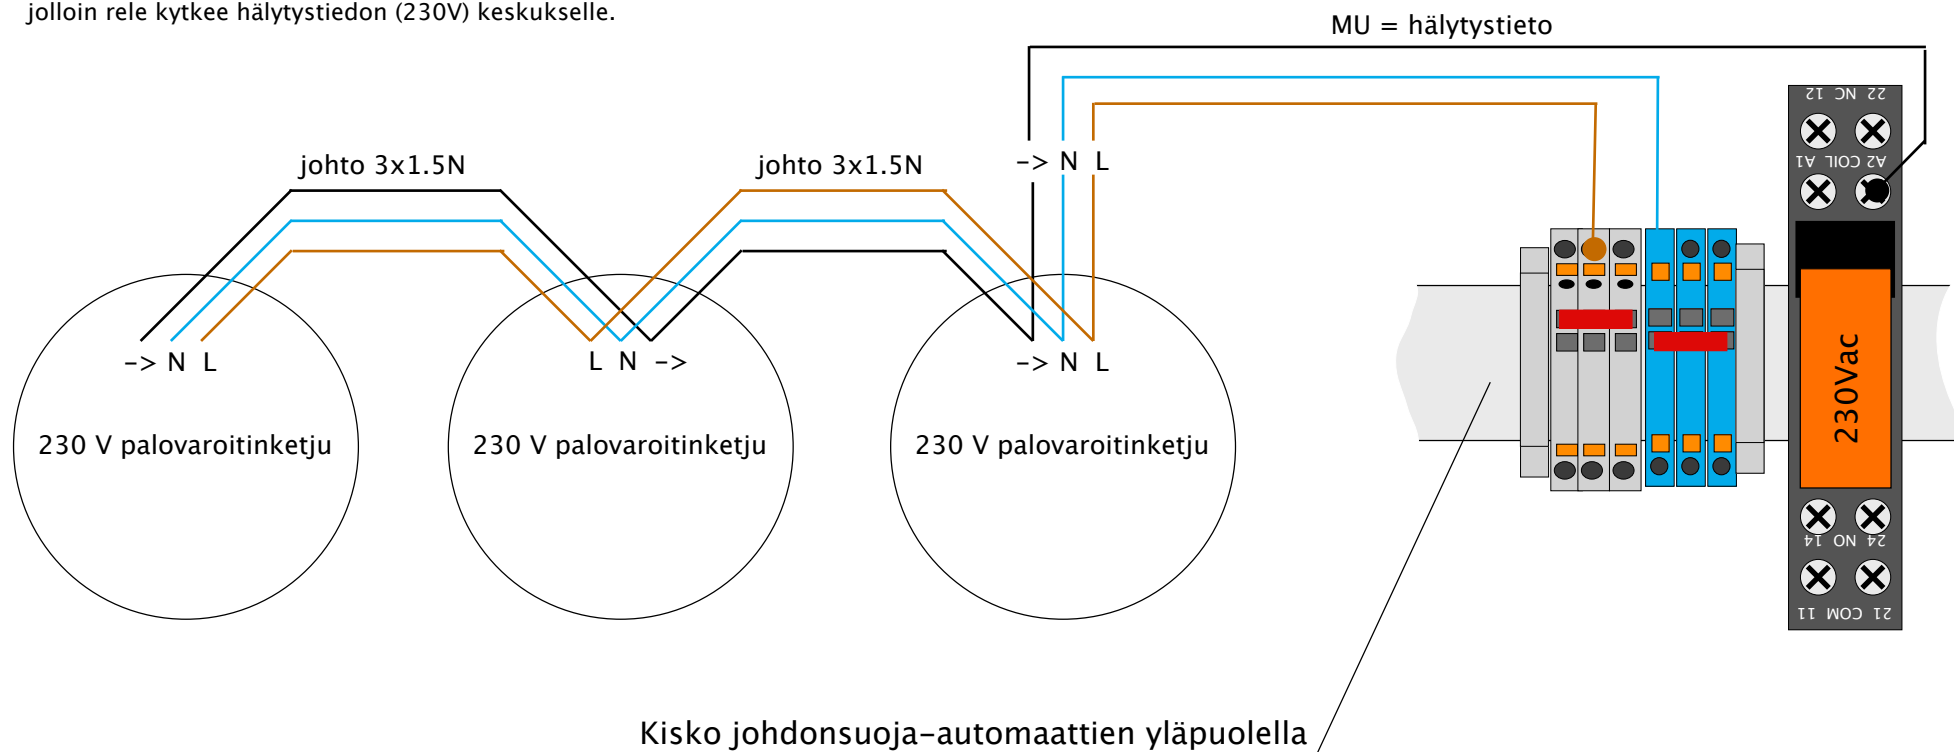 jolloin rele kytkee hälytystiedon (230V) keskukselle.
MU = hälytystieto
22 NC 12
johto 3x1.5N
johto 3x1.5N
-> N L
A2 COIL A1
-> N L
L N ->
-> N L
230Vac
230 V palovaroitinketju
230 V palovaroitinketju
230 V palovaroitinketju
24 NO 14
21 COM 11
Kisko johdonsuoja-automaattien yläpuolella